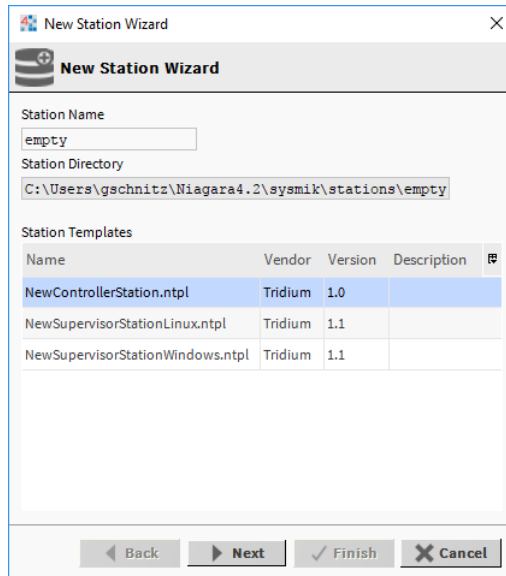 New Station Wizard
New Station Wizard
Station Name
empty
Station Directory
C:\Users\gschnitz\Niagara4.2\sysmik\stations\empty
Station Templates
Name Vendor Version Description
NewControllerStation.ntpl Tridium 1.0
NewSupervisorStationLinux.ntpl Tridium 1.1
NewSupervisorStationWindows.ntpl Tridium 1.1
Back Next Finish Cancel